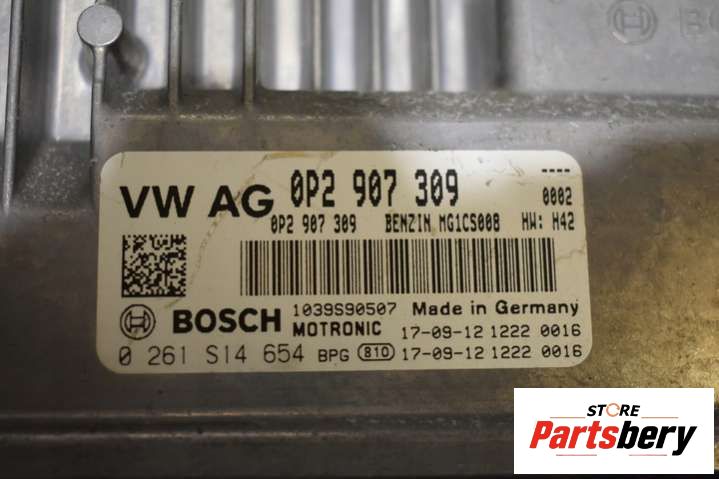 BOSCH
VW AG 0P2 907 309 0002
0P2 907 309 BENZIN MG1CS008 HW: H42
BOSCH 1039S90507 Made in Germany
MOTRONIC 17-09-12 1222 0016
0 261 S14 654 BPG 810 17-09-12 1222 0016
STORE
Partsbery